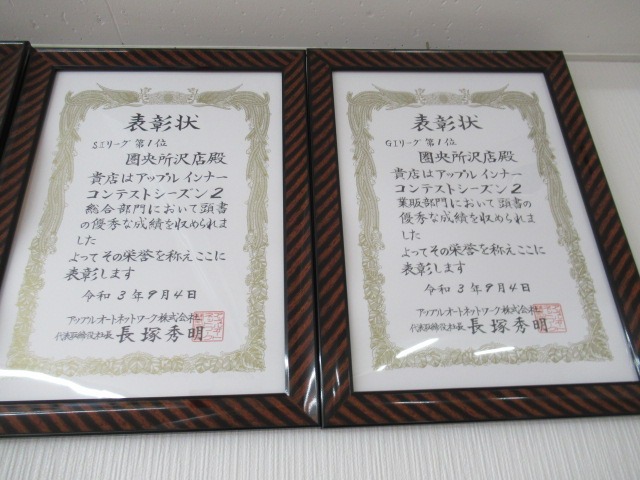 表彰状
SIリーグ 第1位
圏央所沢店殿
貴店はアップルインナー
コンテストシーズン2
総合部門において頭書
の優秀な成績を収められま
した
よってその栄誉を称えここに
表彰します
令和3年9月4日
アップルオートネットワーク株式会社
代表取締役社長 長塚秀明
表彰状
GIリーグ 第1位
圏央所沢店殿
貴店はアップルインナー
コンテストシーズン2
業販部門において頭書の
優秀な成績を収められま
した
よってその栄誉を称えここに
表彰します
令和3年9月4日
アップルオートネットワーク株式会社
代表取締役社長 長塚秀明